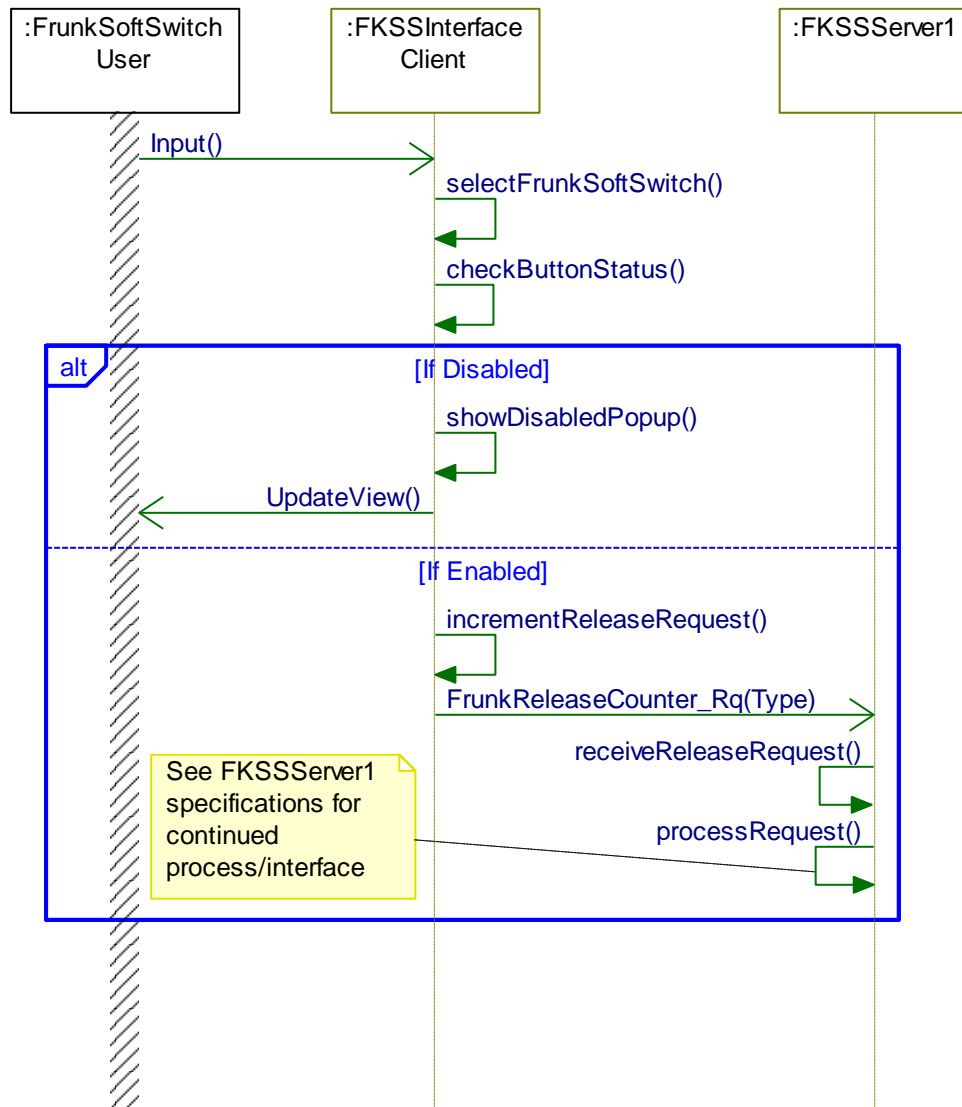 :FrunkSoftSwitch
User
:FKSSInterface
Client
:FKSSServer1
Input()
selectFrunkSoftSwitch()
checkButtonStatus()
alt
[If Disabled]
showDisabledPopup()
UpdateView()
[If Enabled]
incrementReleaseRequest()
FrunkReleaseCounter_Rq(Type)
receiveReleaseRequest()
See FKSSServer1
specifications for
continued
process/interface
processRequest()